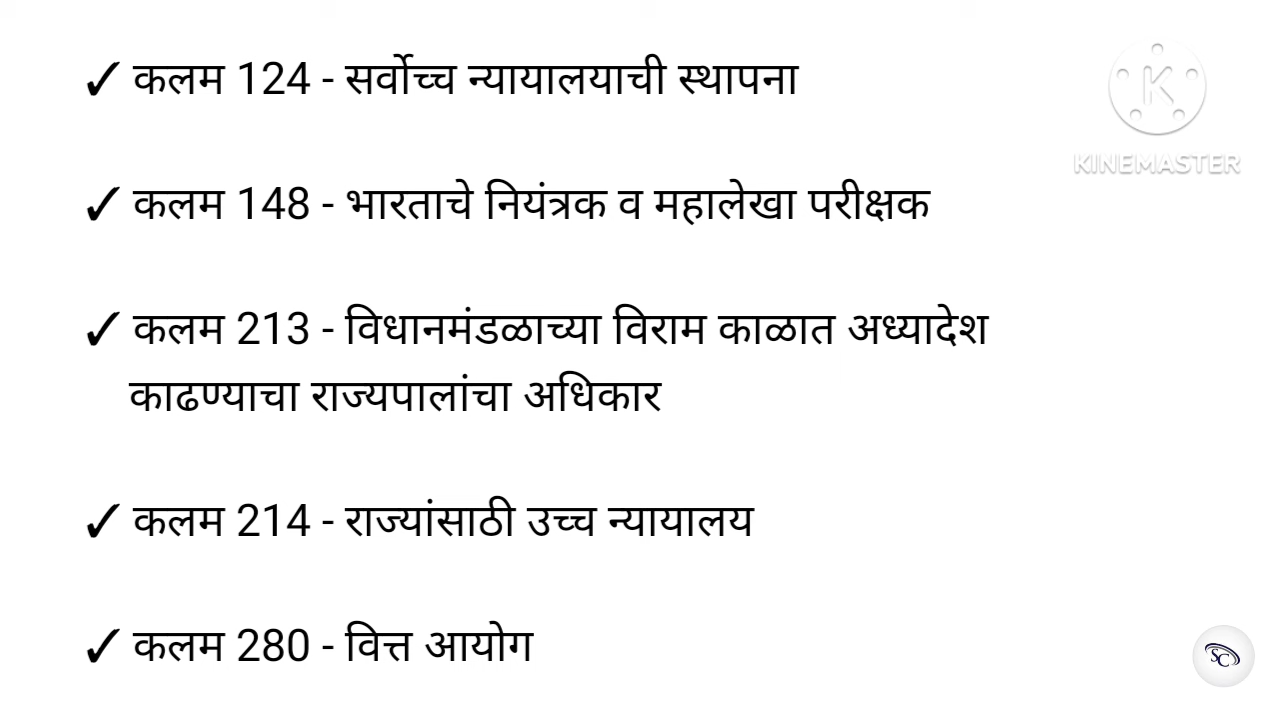 ✓ कलम 124 - सर्वोच्च न्यायालयाची स्थापना
KINEMASTER
✓ कलम 148 - भारताचे नियंत्रक व महालेखा परीक्षक
✓ कलम 213 - विधानमंडळाच्या विराम काळात अध्यादेश
काढण्याचा राज्यपालांचा अधिकार
✓ कलम 214 - राज्यांसाठी उच्च न्यायालय
✓ कलम 280 - वित्त आयोग
SC